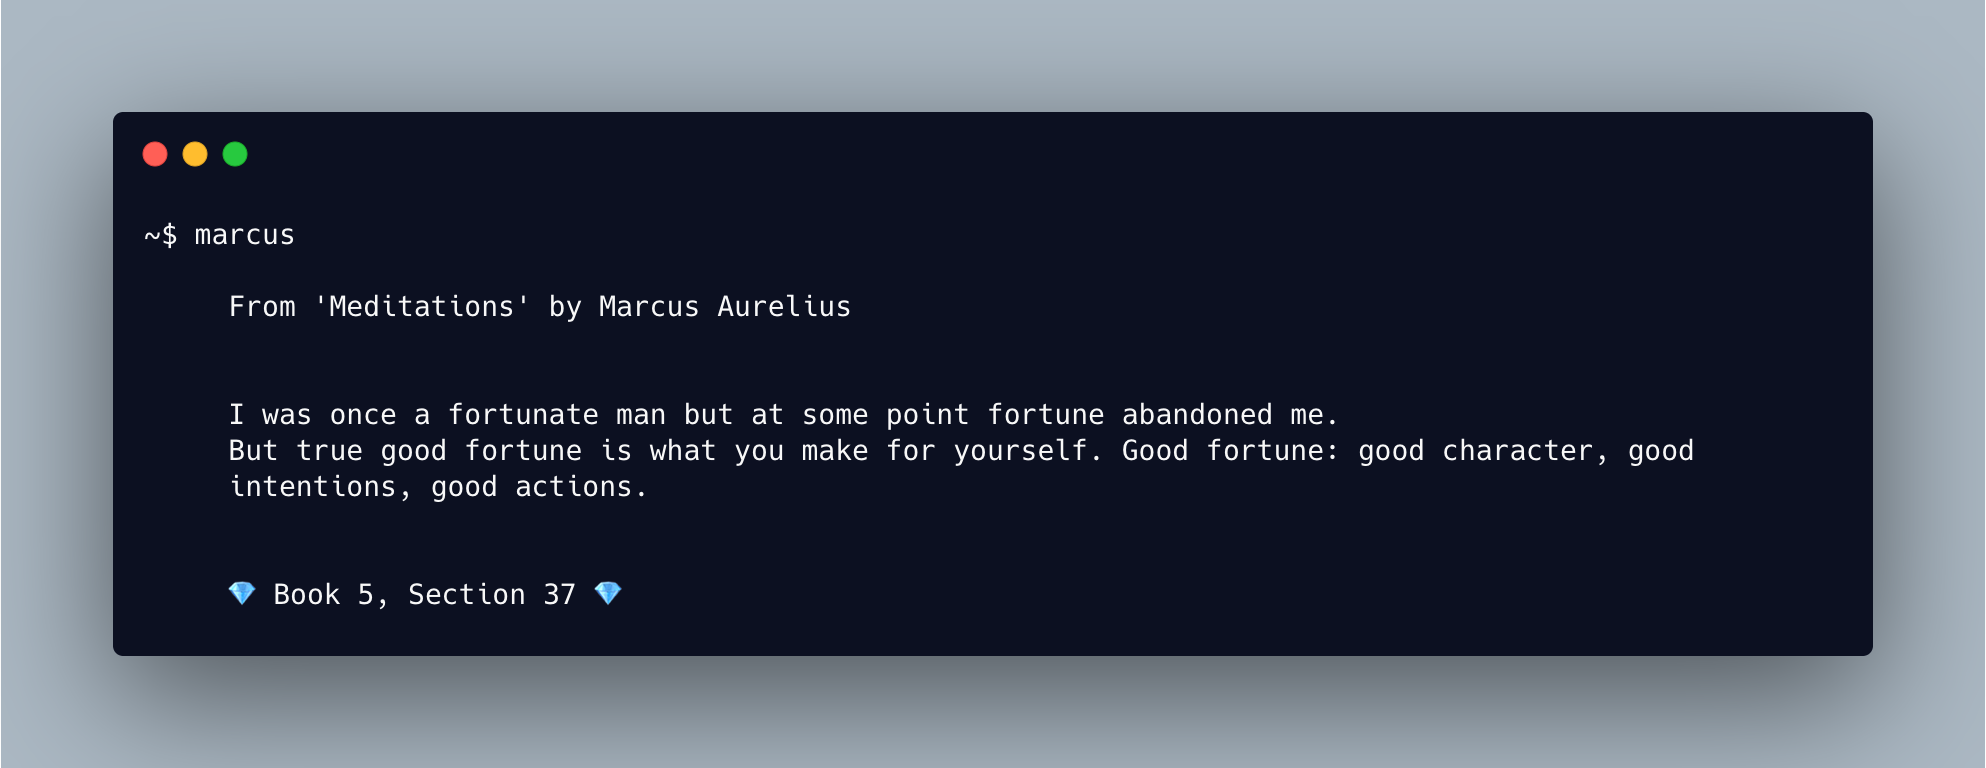 ~$ marcus
From 'Meditations' by Marcus Aurelius
I was once a fortunate man but at some point fortune abandoned me.
But true good fortune is what you make for yourself. Good fortune: good character, good
intentions, good actions.
💎 Book 5, Section 37 💎